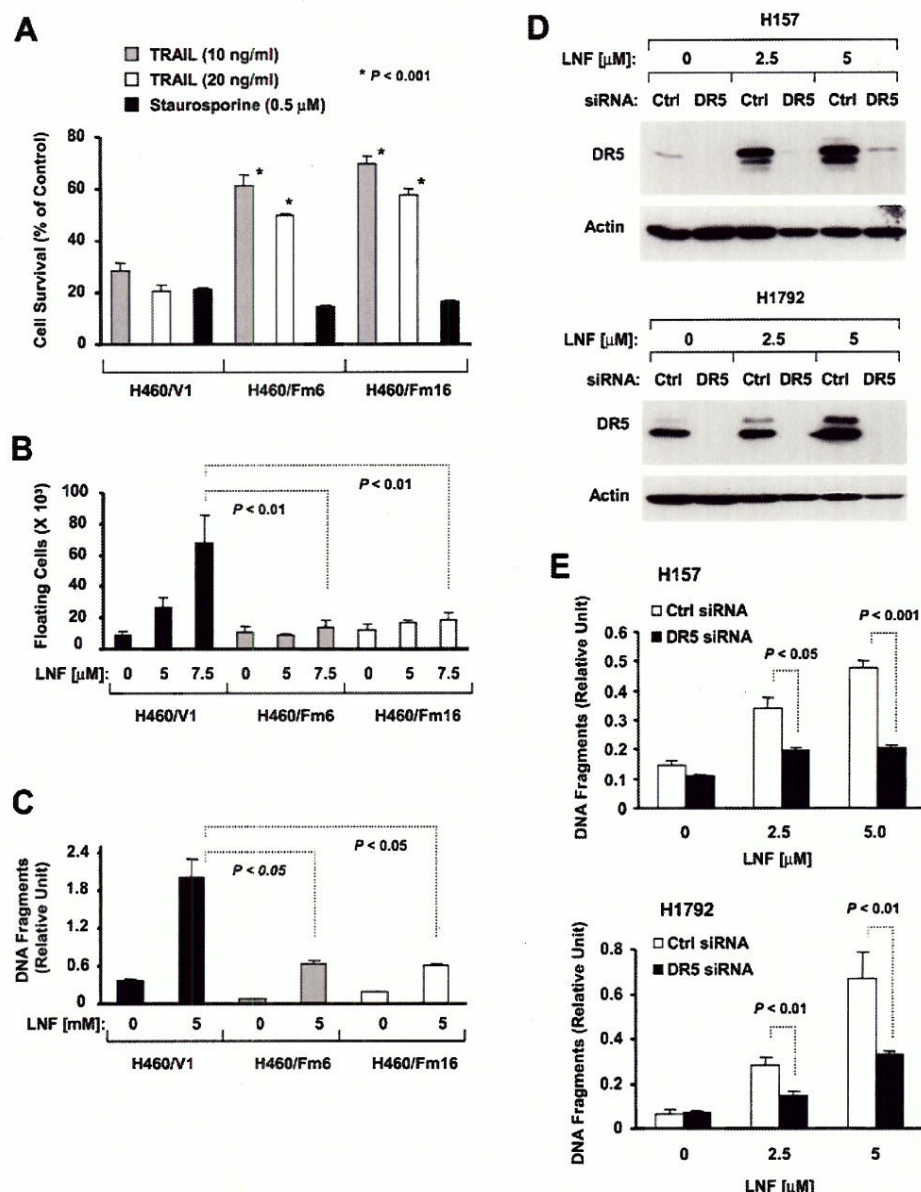 A
TRAIL (10 ng/ml)
TRAIL (20 ng/ml)
Staurosporine (0.5 μM)
* P < 0.001
Cell Survival (% of Control)
80
60
40
20
0
* * * *
H460/V1 H460/Fm6 H460/Fm16
B
P < 0.01
P < 0.01
Floating Cells (X 10³)
100
80
60
40
20
0
LNF [μM]: 0 5 7.5 0 5 7.5 0 5 7.5
H460/V1 H460/Fm6 H460/Fm16
C
P < 0.05
P < 0.05
DNA Fragments
(Relative Unit)
2.4
1.8
1.2
0.6
0
LNF [mM]: 0 5 0 5 0 5
H460/V1 H460/Fm6 H460/Fm16
D
H157
LNF [μM]: 0 2.5 5
siRNA: Ctrl DR5 Ctrl DR5 Ctrl DR5
DR5
Actin
H1792
LNF [μM]: 0 2.5 5
siRNA: Ctrl DR5 Ctrl DR5 Ctrl DR5
DR5
Actin
E
H157
Ctrl siRNA
DR5 siRNA
P < 0.001
P < 0.05
DNA Fragments (Relative Unit)
0.6
0.5
0.4
0.3
0.2
0.1
0
0 2.5 5.0
LNF [μM]
H1792
Ctrl siRNA
DR5 siRNA
P < 0.01
P < 0.01
DNA Fragments (Relative Unit)
0.8
0.6
0.4
0.2
0
0 2.5 5
LNF [μM]